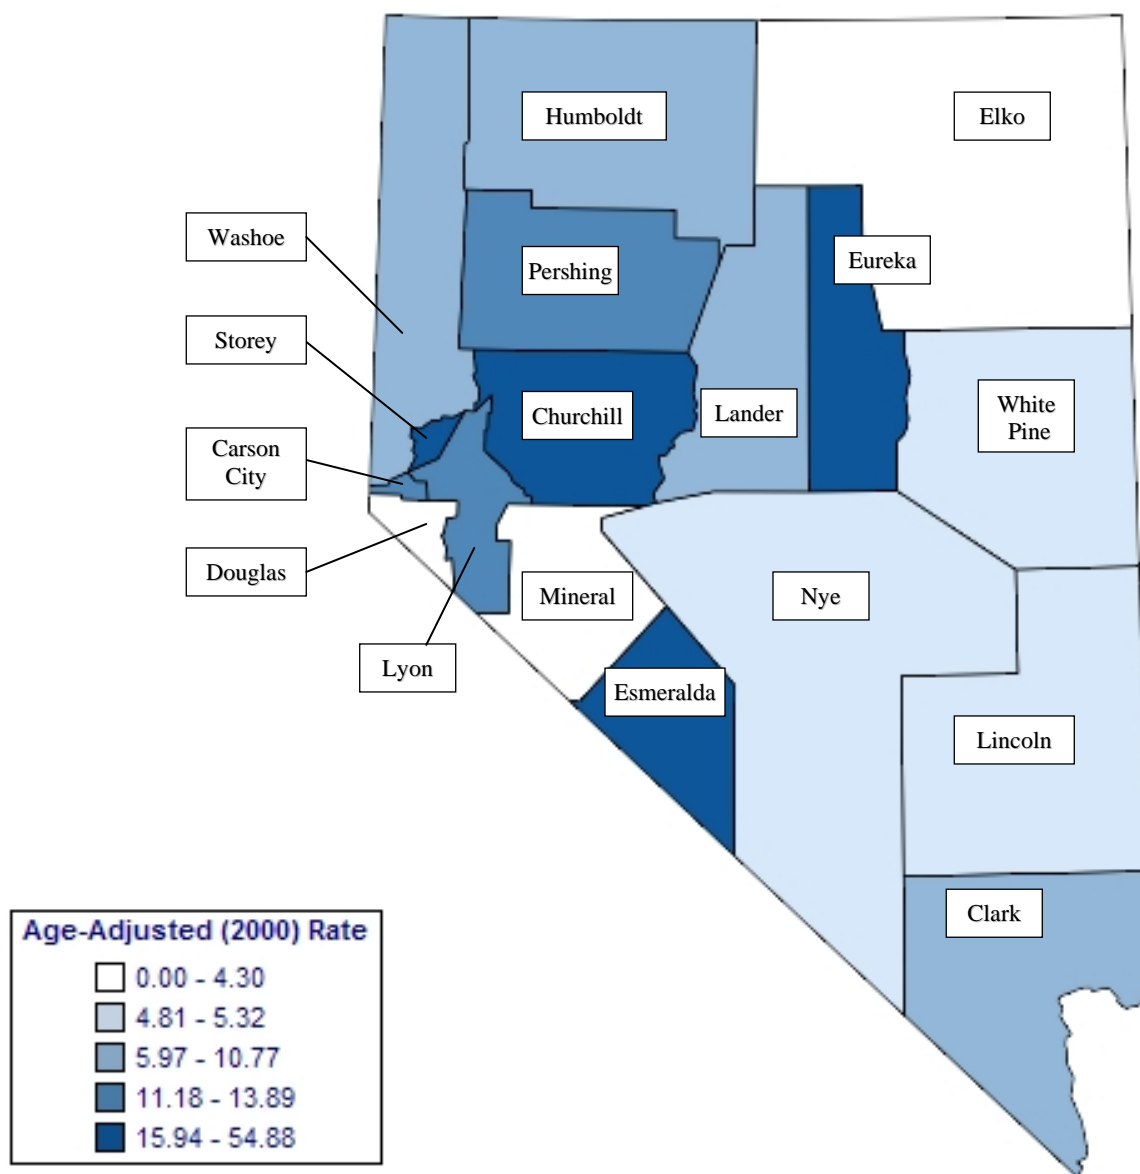 Humboldt
Elko
Washoe
Eureka
Pershing
Storey
Churchill
Lander
White
Pine
Carson
City
Douglas
Mineral
Nye
Lyon
Esmeralda
Lincoln
Clark
Age-Adjusted (2000) Rate
0.00 - 4.30
4.81 - 5.32
5.97 - 10.77
11.18 - 13.89
15.94 - 54.88